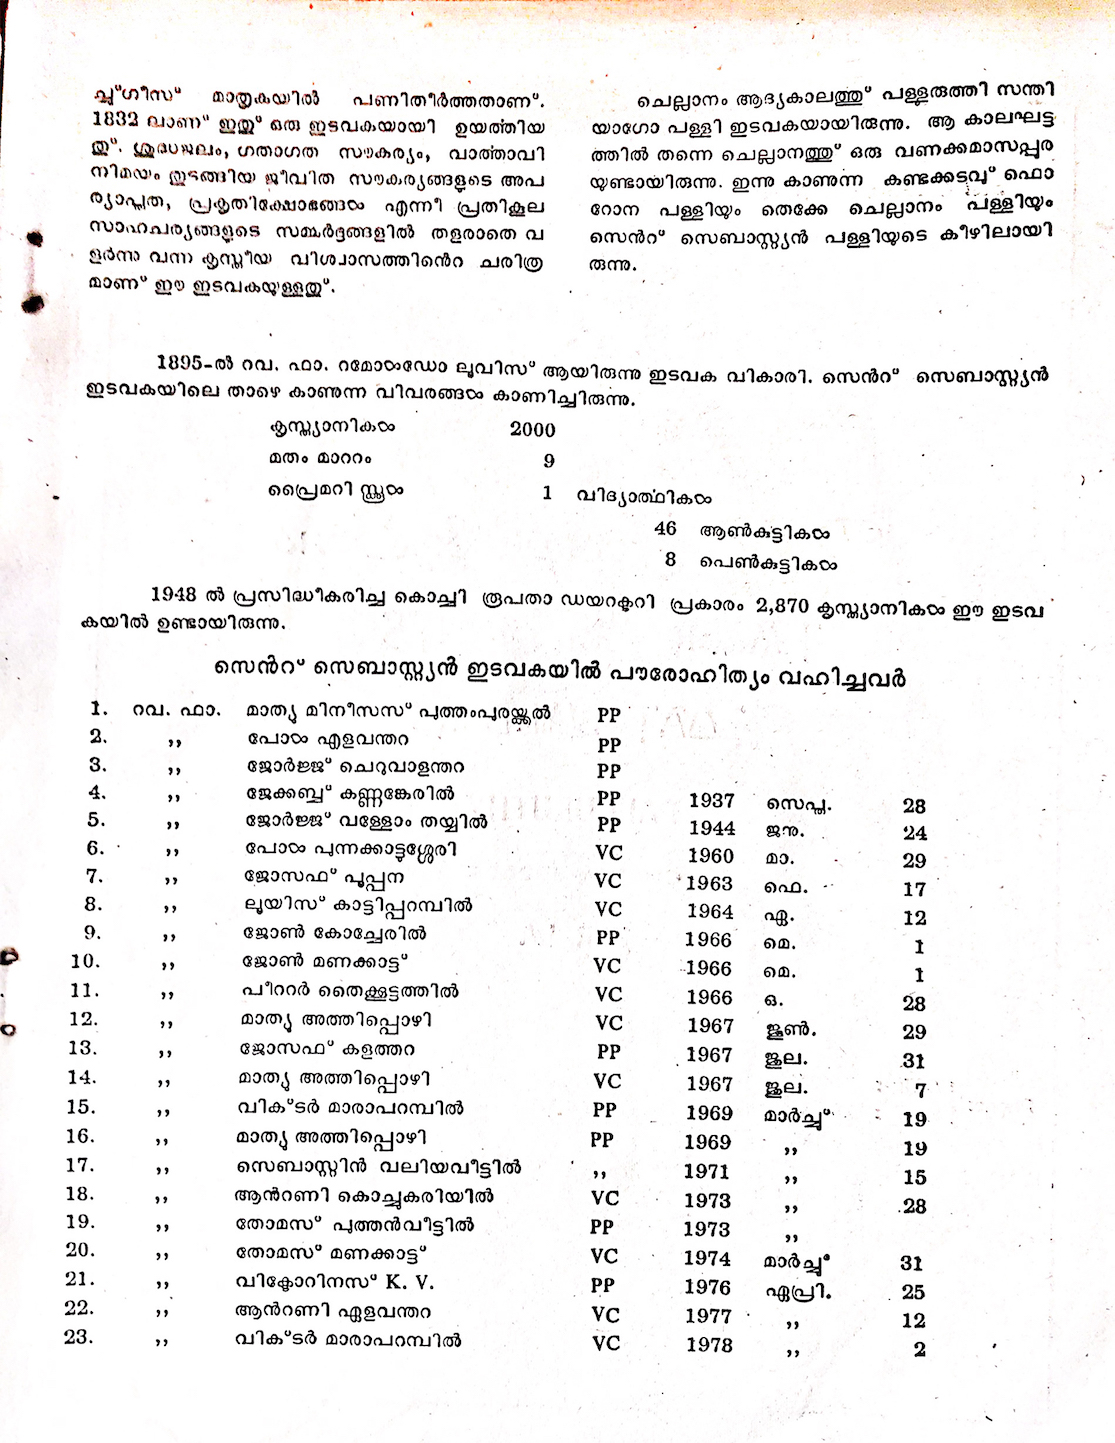 ച്ചുഗീസ് മാതൃകയിൽ പണിതീർത്തതാണ്.
1832 ലാണ് ഇതു് ഒരു ഇടവകയായി ഉയർത്തിയ
തു്. ശുദ്ധജലം, ഗതാഗത സൗകര്യം, വാർത്താവി
നിമയം തുടങ്ങിയ ജീവിത സൗകര്യങ്ങളുടെ അപ
ര്യാപ്തത, പ്രകൃതിക്ഷോഭങ്ങൾ എന്നീ പ്രതികൂല
സാഹചര്യങ്ങളുടെ സമ്മർദ്ദങ്ങളിൽ തളരാതെ വ
ളർന്നു വന്ന ക്രിസ്തീയ വിശ്വാസത്തിൻെറ ചരിത്ര
മാണ് ഈ ഇടവകയുള്ളതു്.
ചെല്ലാനം ആദ്യകാലത്തു് പള്ളുരുത്തി സന്തി
യാഗോ പള്ളി ഇടവകയായിരുന്നു. ആ കാലഘട്ട
ത്തിൽ തന്നെ ചെല്ലാനത്തു് ഒരു വണക്കമാസപ്പുര
യുണ്ടായിരുന്നു. ഇന്നു കാണുന്ന കണ്ടക്കടവു് ഫൊ
റോന പള്ളിയും തെക്കേ ചെല്ലാനം പള്ളിയും
സെൻറ് സെബാസ്റ്റ്യൻ പള്ളിയുടെ കീഴിലായി
രുന്നു.
1895-ൽ റവ. ഫാ. റമോൾഡോ ലൂവിസ് ആയിരുന്നു ഇടവക വികാരി. സെൻറ് സെബാസ്റ്റ്യൻ
ഇടവകയിലെ താഴെ കാണുന്ന വിവരങ്ങൾ കാണിച്ചിരുന്നു.
കൃസ്ത്യാനികൾ 2000
മതം മാററം 9
പ്രൈമറി സ്ക്കൂൾ 1 വിദ്യാർത്ഥികൾ
46 ആൺകുട്ടികൾ
8 പെൺകുട്ടികൾ
1948 ൽ പ്രസിദ്ധീകരിച്ച കൊച്ചി രൂപതാ ഡയറക്ടറി പ്രകാരം 2,870 കൃസ്ത്യാനികൾ ഈ ഇടവ
കയിൽ ഉണ്ടായിരുന്നു.
സെൻറ് സെബാസ്റ്റ്യൻ ഇടവകയിൽ പൗരോഹിത്യം വഹിച്ചവർ
1. റവ. ഫാ. മാത്യു മിനീസസ് പുത്തംപുരയ്ക്കൽ PP
2. ,, പോൾ എളവന്തറ PP
3. ,, ജോർജ്ജ് ചെറുവാളന്തറ PP
4. ,, ജേക്കബ്ബ് കണ്ണങ്കേരിൽ PP 1937 സെപ്ത. 28
5. ,, ജോർജ്ജ് വള്ളോം തയ്യിൽ PP 1944 ജനു. 24
6. ,, പോൾ പുന്നക്കാട്ടുശ്ശേരി VC 1960 മാ. 29
7. ,, ജോസഫ് പൂപ്പന VC 1963 ഫെ. 17
8. ,, ലൂയിസ് കാട്ടിപ്പറമ്പിൽ VC 1964 ഏ. 12
9. ,, ജോൺ കോച്ചേരിൽ PP 1966 മെ. 1
10. ,, ജോൺ മണക്കാട്ട് VC 1966 മെ. 1
11. ,, പീററർ തൈക്കൂട്ടത്തിൽ VC 1966 ഒ. 28
12. ,, മാത്യു അത്തിപ്പൊഴി VC 1967 ജൂൺ. 29
13. ,, ജോസഫ് കളത്തറ PP 1967 ജൂല. 31
14. ,, മാത്യു അത്തിപ്പൊഴി VC 1967 ജൂല. 7
15. ,, വിക്ടർ മാരാപറമ്പിൽ PP 1969 മാർച്ചു് 19
16. ,, മാത്യു അത്തിപ്പൊഴി PP 1969 ,, 19
17. ,, സെബാസ്റ്റിൻ വലിയവീട്ടിൽ ,, 1971 ,, 15
18. ,, ആൻറണി കൊച്ചുകരിയിൽ VC 1973 ,, 28
19. ,, തോമസ് പുത്തൻവീട്ടിൽ PP 1973 ,,
20. ,, തോമസ് മണക്കാട്ട് VC 1974 മാർച്ചു് 31
21. ,, വിക്ടോറിനസ് K. V. PP 1976 ഏപ്രി. 25
22. ,, ആൻറണി ഏളവന്തറ VC 1977 ,, 12
23. ,, വിക്ടർ മാരാപറമ്പിൽ VC 1978 ,, 2